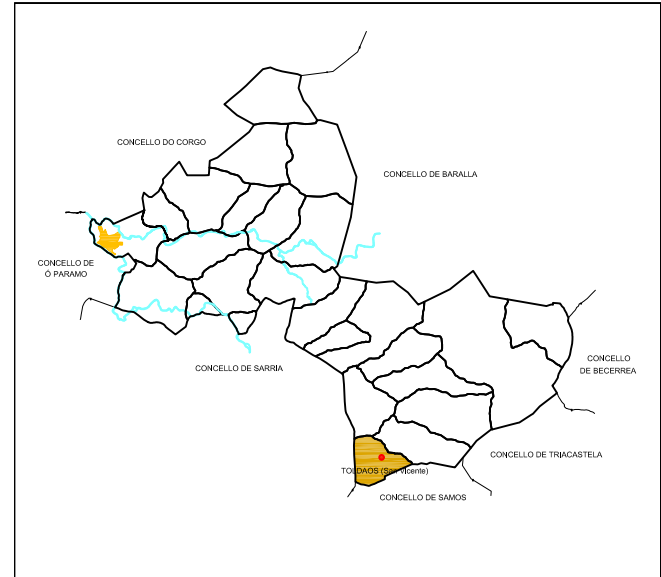 CONCELLO DO CORGO
CONCELLO DE BARALLA
CONCELLO DE
Ó PARAMO
CONCELLO DE SARRIA
CONCELLO
DE BECERREA
CONCELLO DE TRIACASTELA
TOLDAOS (San Vicente)
CONCELLO DE SAMOS